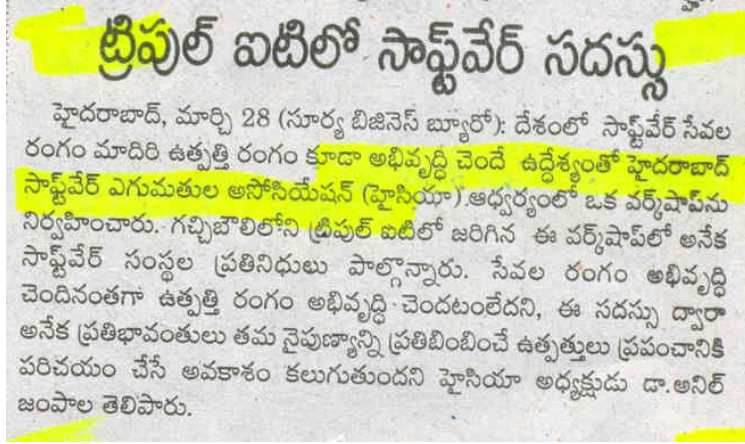 ట్రిపుల్ ఐటిలో సాఫ్ట్‌వేర్ సదస్సు
హైదరాబాద్, మార్చి 28 (సూర్య బిజినెస్ బ్యూరో): దేశంలో సాఫ్ట్‌వేర్ సేవల
రంగం మాదిరి ఉత్పత్తి రంగం కూడా అభివృద్ధి చెందే ఉద్దేశ్యంతో హైదరాబాద్
సాఫ్ట్‌వేర్ ఎగుమతుల అసోసియేషన్ (హైసియా) ఆధ్వర్యంలో ఒక వర్క్‌షాప్‌ను
నిర్వహించారు. గచ్చిబౌలిలోని ట్రిపుల్ ఐటిలో జరిగిన ఈ వర్క్‌షాప్‌లో అనేక
సాఫ్ట్‌వేర్ సంస్థల ప్రతినిధులు పాల్గొన్నారు. సేవల రంగం అభివృద్ధి
చెందినంతగా ఉత్పత్తి రంగం అభివృద్ధి చెందటంలేదని, ఈ సదస్సు ద్వారా
అనేక ప్రతిభావంతులు తమ నైపుణ్యాన్ని ప్రతిబింబించే ఉత్పత్తులు ప్రపంచానికి
పరిచయం చేసే అవకాశం కలుగుతుందని హైసియా అధ్యక్షుడు డా.అనిల్
జంపాల తెలిపారు.